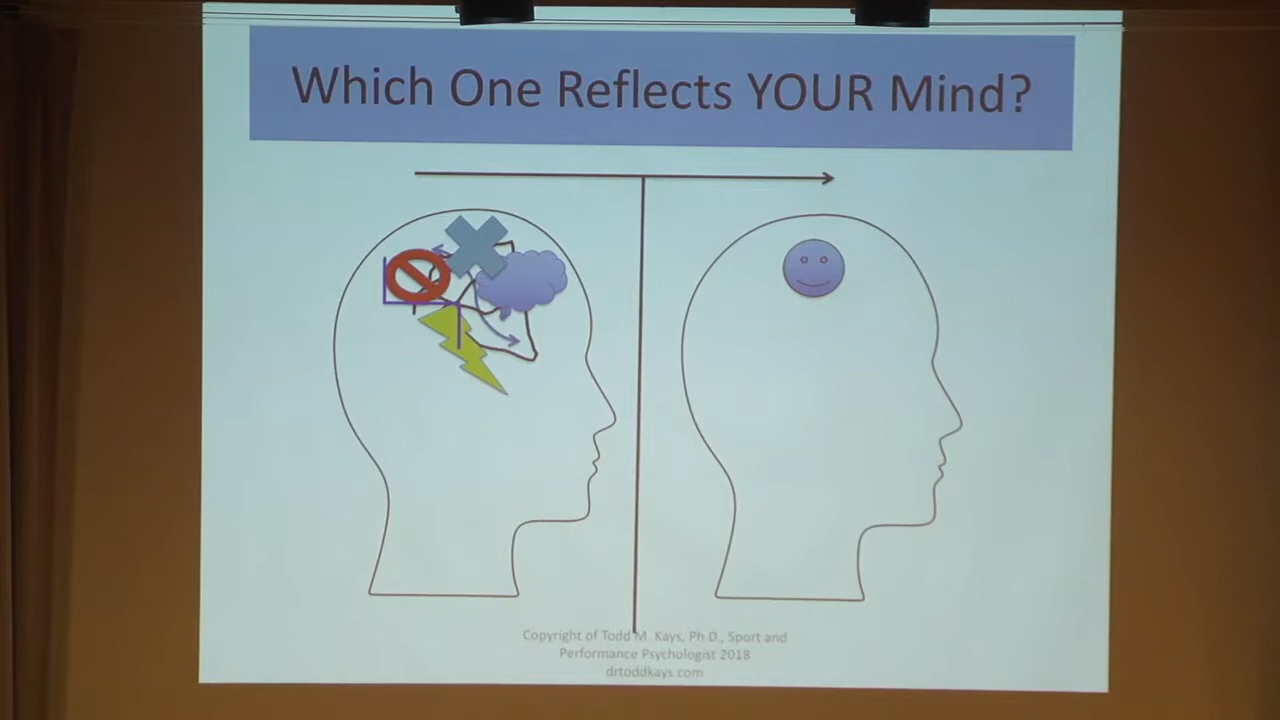 Which One Reflects YOUR Mind?
Copyright of Todd M. Kays, Ph.D., Sport and
Performance Psychologist 2018
drtoddkays.com